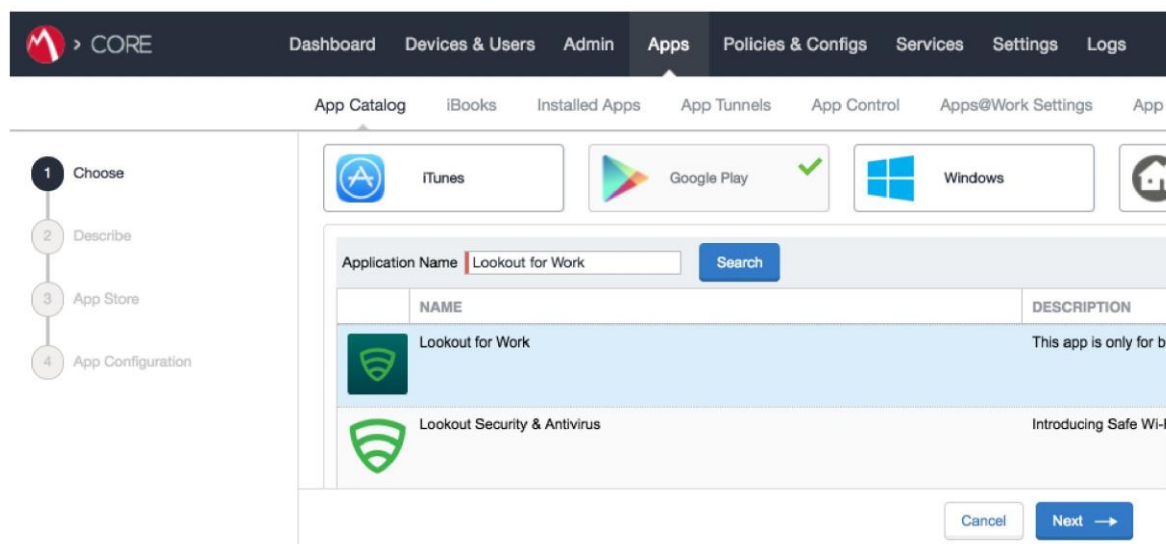 > CORE
Dashboard Devices & Users Admin Apps Policies & Configs Services Settings Logs
App Catalog iBooks Installed Apps App Tunnels App Control Apps@Work Settings App
1 Choose
2 Describe
3 App Store
4 App Configuration
iTunes Google Play Windows
Application Name Lookout for Work Search
NAME DESCRIPTION
Lookout for Work This app is only for b
Lookout Security & Antivirus Introducing Safe Wi-F
Cancel Next →